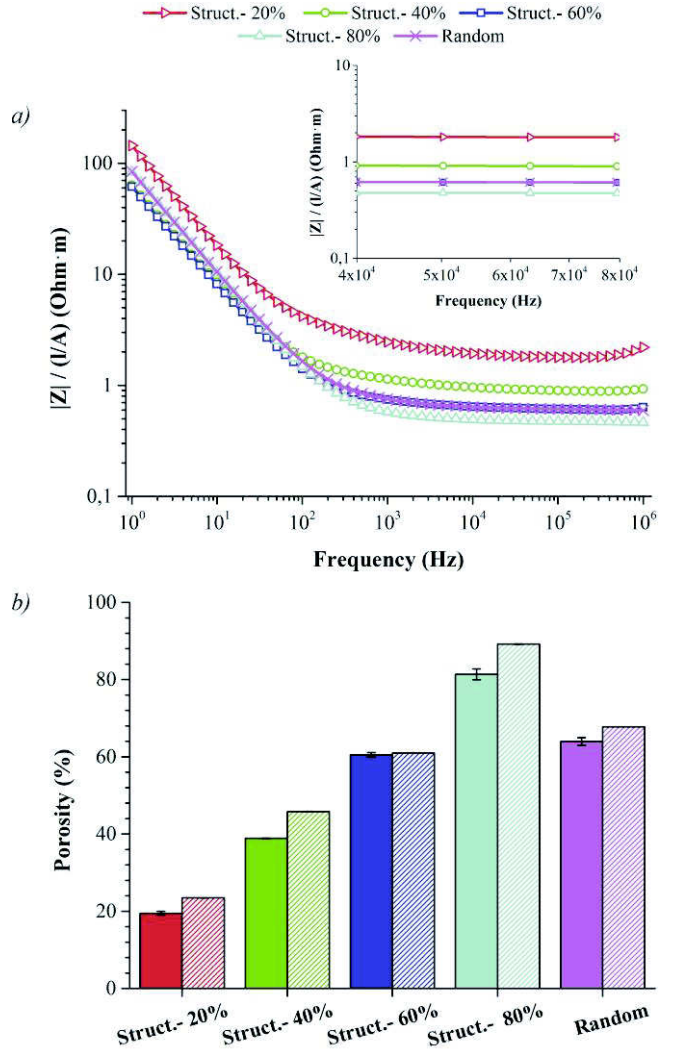 Struct.- 20% Struct.- 40% Struct.- 60%
Struct.- 80% Random
a)
|Z| / (l/A) (Ohm·m)
100
10
1
0,1
10⁰ 10¹ 10² 10³ 10⁴ 10⁵ 10⁶
Frequency (Hz)
|Z| / (l/A) (Ohm·m)
10
1
0,1
4x10⁴ 5x10⁴ 6x10⁴ 7x10⁴ 8x10⁴
Frequency (Hz)
b)
Porosity (%)
100
80
60
40
20
0
Struct.- 20% Struct.- 40% Struct.- 60% Struct.- 80% Random